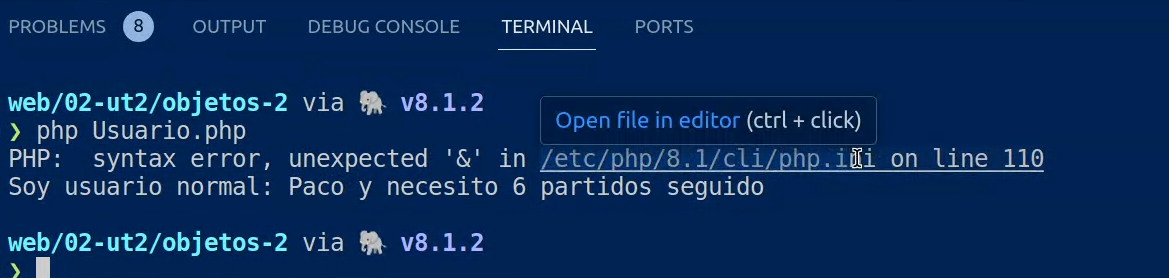 PROBLEMS 8 OUTPUT DEBUG CONSOLE TERMINAL PORTS
web/02-ut2/objetos-2 via 🐘 v8.1.2
❯ php Usuario.php
Open file in editor (ctrl + click)
PHP:  syntax error, unexpected '&' in /etc/php/8.1/cli/php.ini on line 110
Soy usuario normal: Paco y necesito 6 partidos seguido
web/02-ut2/objetos-2 via 🐘 v8.1.2
❯